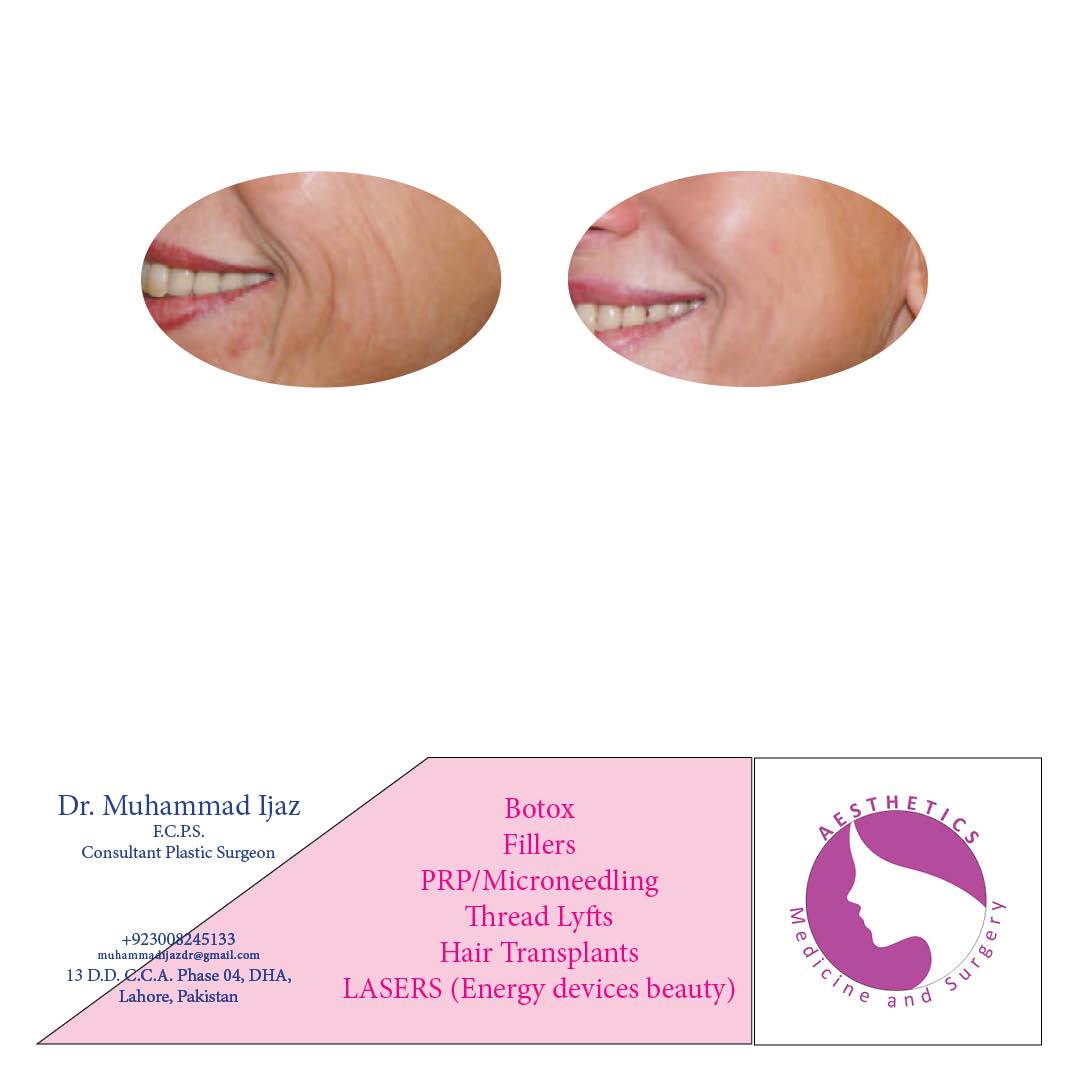 Dr. Muhammad Ijaz
F.C.P.S.
Consultant Plastic Surgeon
+923008245133
muhammadijazdr@gmail.com
13 D.D. C.C.A. Phase 04, DHA,
Lahore, Pakistan
Botox
Fillers
PRP/Microneedling
Thread Lyfts
Hair Transplants
LASERS (Energy devices beauty)
AESTHETICS
Medicine and Surgery